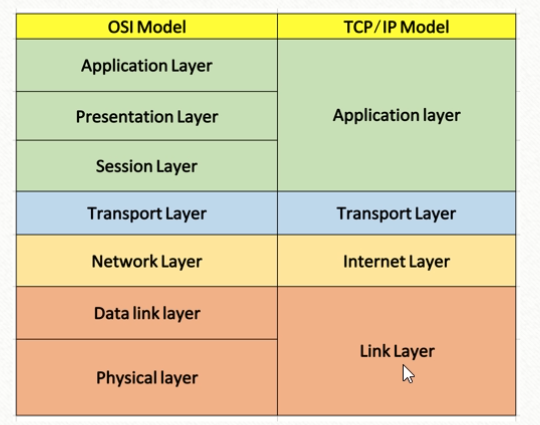 OSI Model
TCP/IP Model
Application Layer
Presentation Layer
Application layer
Session Layer
Transport Layer
Transport Layer
Network Layer
Internet Layer
Data link layer
Link Layer
Physical layer